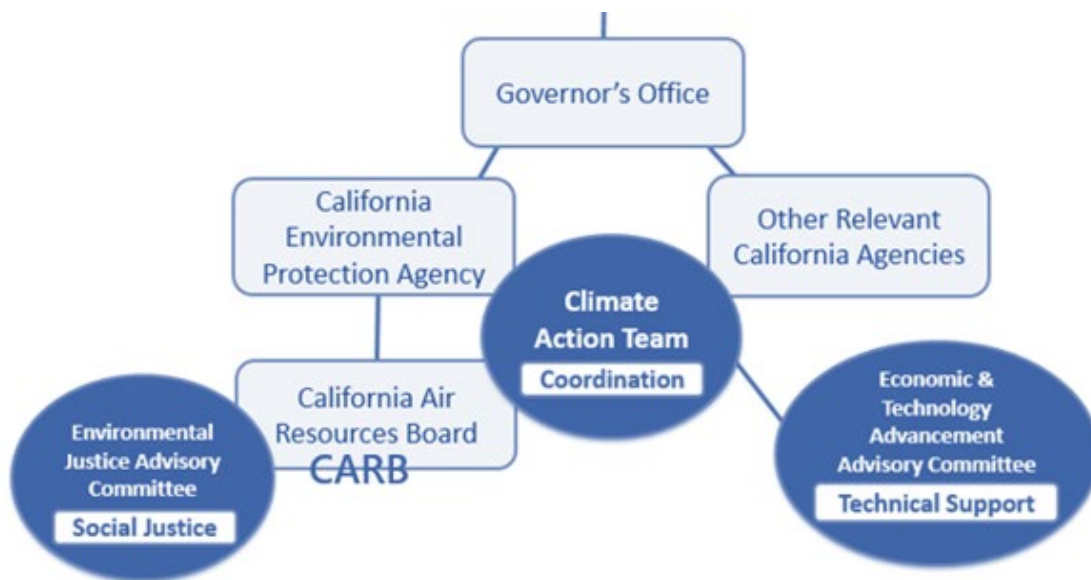 Governor's Office
California
Environmental
Protection Agency
Other Relevant
California Agencies
Climate
Action Team
Coordination
California Air
Resources Board
CARB
Environmental
Justice Advisory
Committee
Social Justice
Economic &
Technology
Advancement
Advisory Committee
Technical Support